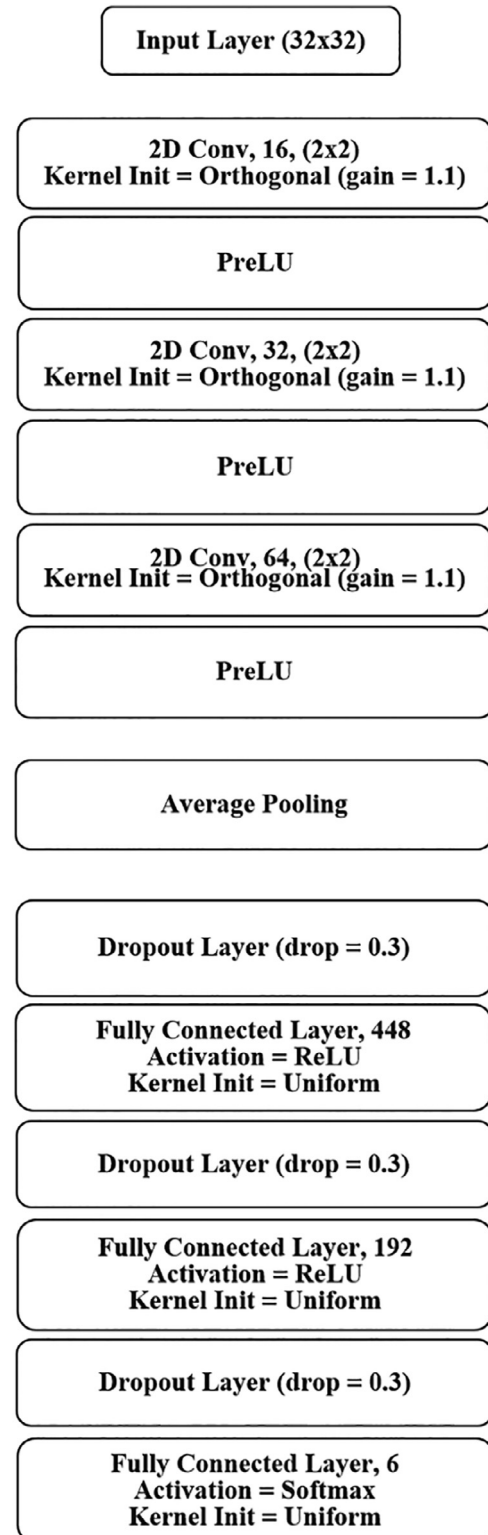 Input Layer (32x32)
2D Conv, 16, (2x2)
Kernel Init = Orthogonal (gain = 1.1)
PreLU
2D Conv, 32, (2x2)
Kernel Init = Orthogonal (gain = 1.1)
PreLU
2D Conv, 64, (2x2)
Kernel Init = Orthogonal (gain = 1.1)
PreLU
Average Pooling
Dropout Layer (drop = 0.3)
Fully Connected Layer, 448
Activation = ReLU
Kernel Init = Uniform
Dropout Layer (drop = 0.3)
Fully Connected Layer, 192
Activation = ReLU
Kernel Init = Uniform
Dropout Layer (drop = 0.3)
Fully Connected Layer, 6
Activation = Softmax
Kernel Init = Uniform